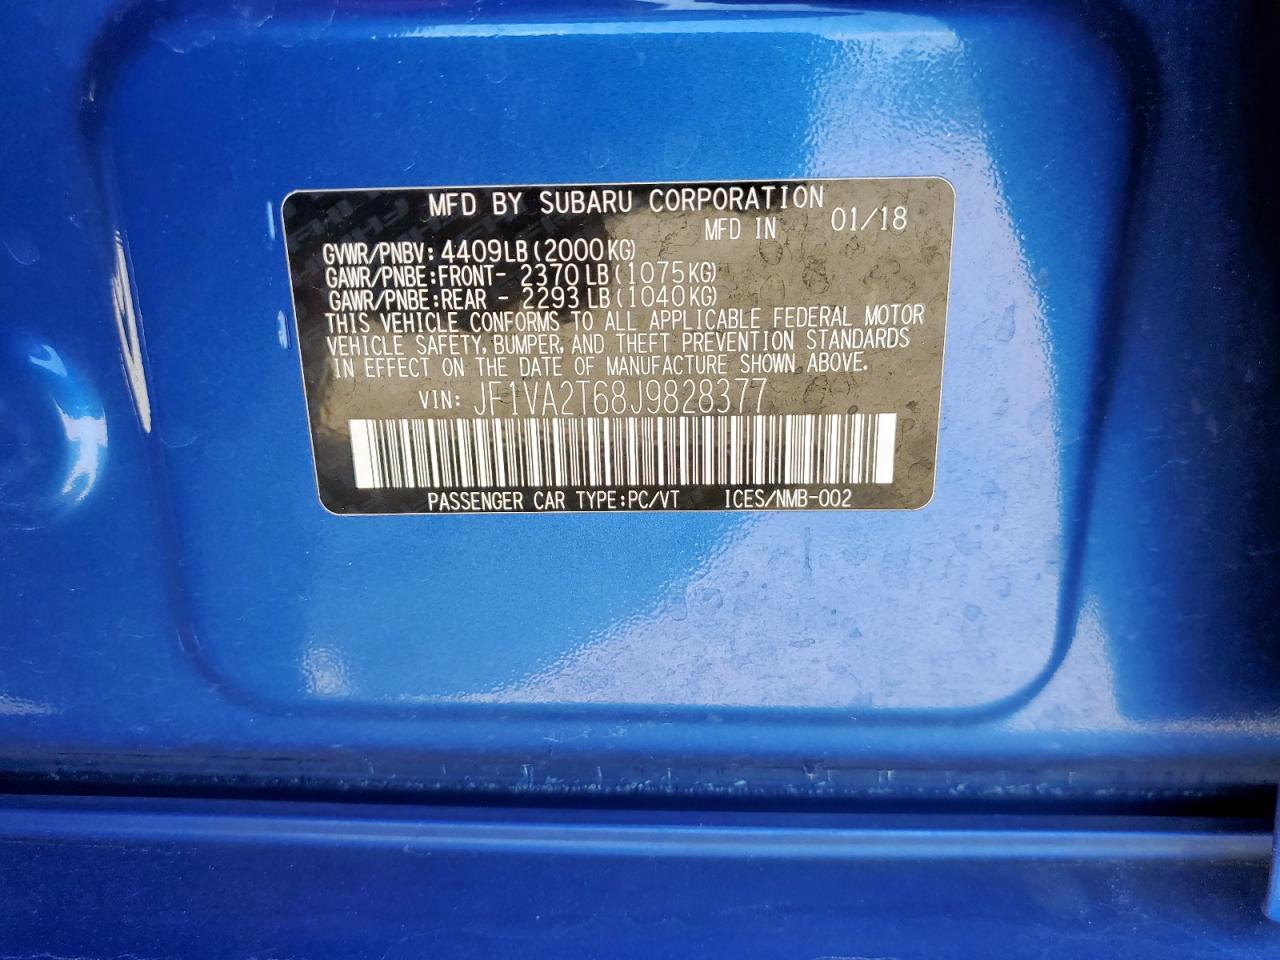 MFD BY SUBARU CORPORATION
MFD IN 01/18
GVWR/PNBV: 4409LB(2000KG)
GAWR/PNBE:FRONT- 2370LB(1075KG)
GAWR/PNBE:REAR - 2293LB(1040KG)
THIS VEHICLE CONFORMS TO ALL APPLICABLE FEDERAL MOTOR
VEHICLE SAFETY, BUMPER, AND THEFT PREVENTION STANDARDS
IN EFFECT ON THE DATE OF MANUFACTURE SHOWN ABOVE.
VIN: JF1VA2T68J9828377
PASSENGER CAR TYPE:PC/VT ICES/NMB-002